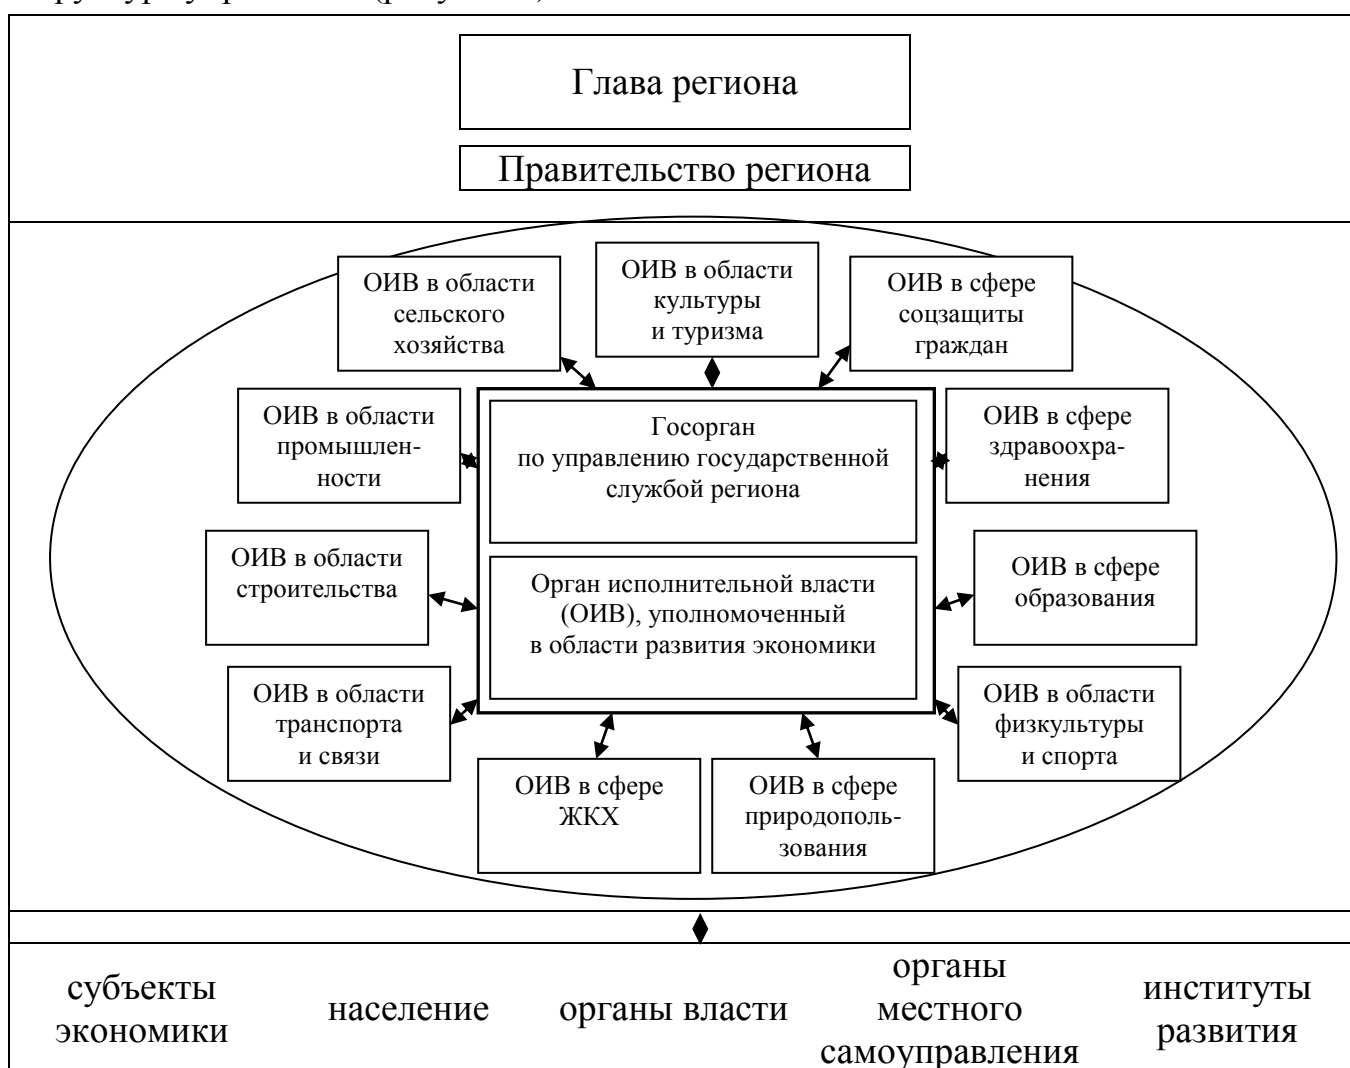 Глава региона
Правительство региона
ОИВ в области
сельского
хозяйства
ОИВ в области
культуры
и туризма
ОИВ в сфере
соцзащиты
граждан
ОИВ в области
промышлен-
ности
Госорган
по управлению государственной
службой региона
ОИВ в сфере
здравоохра-
нения
ОИВ в области
строительства
Орган исполнительной власти
(ОИВ), уполномоченный
в области развития экономики
ОИВ в сфере
образования
ОИВ в области
транспорта
и связи
ОИВ в области
физкультуры
и спорта
ОИВ в сфере
ЖКХ
ОИВ в сфере
природополь-
зования
субъекты
экономики
население
органы власти
органы
местного
самоуправления
институты
развития